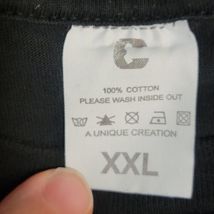 C
100% COTTON
PLEASE WASH INSIDE OUT
A UNIQUE CREATION
XXL